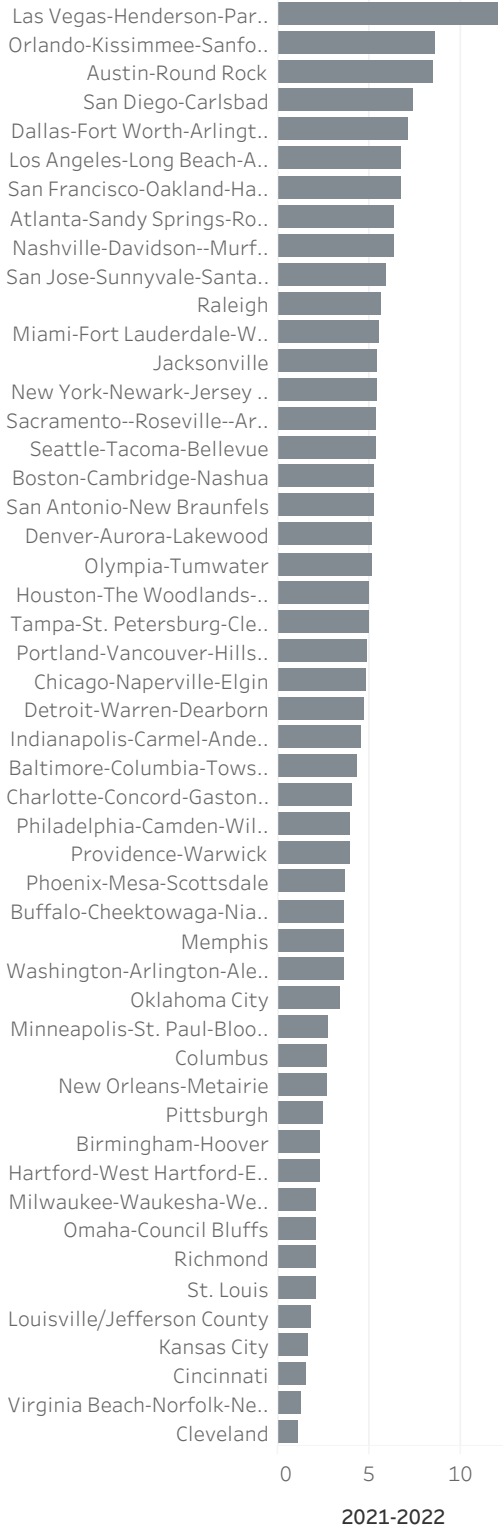 Las Vegas-Henderson-Par..
Orlando-Kissimmee-Sanfo..
Austin-Round Rock
San Diego-Carlsbad
Dallas-Fort Worth-Arlingt..
Los Angeles-Long Beach-A..
San Francisco-Oakland-Ha..
Atlanta-Sandy Springs-Ro..
Nashville-Davidson--Murf..
San Jose-Sunnyvale-Santa..
Raleigh
Miami-Fort Lauderdale-W..
Jacksonville
New York-Newark-Jersey ..
Sacramento--Roseville--Ar..
Seattle-Tacoma-Bellevue
Boston-Cambridge-Nashua
San Antonio-New Braunfels
Denver-Aurora-Lakewood
Olympia-Tumwater
Houston-The Woodlands-..
Tampa-St. Petersburg-Cle..
Portland-Vancouver-Hills..
Chicago-Naperville-Elgin
Detroit-Warren-Dearborn
Indianapolis-Carmel-Ande..
Baltimore-Columbia-Tows..
Charlotte-Concord-Gaston..
Philadelphia-Camden-Wil..
Providence-Warwick
Phoenix-Mesa-Scottsdale
Buffalo-Cheektowaga-Nia..
Memphis
Washington-Arlington-Ale..
Oklahoma City
Minneapolis-St. Paul-Bloo..
Columbus
New Orleans-Metairie
Pittsburgh
Birmingham-Hoover
Hartford-West Hartford-E..
Milwaukee-Waukesha-We..
Omaha-Council Bluffs
Richmond
St. Louis
Louisville/Jefferson County
Kansas City
Cincinnati
Virginia Beach-Norfolk-Ne..
Cleveland
0 5 10
2021-2022